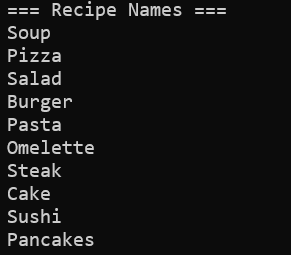 === Recipe Names ===
Soup
Pizza
Salad
Burger
Pasta
Omelette
Steak
Cake
Sushi
Pancakes